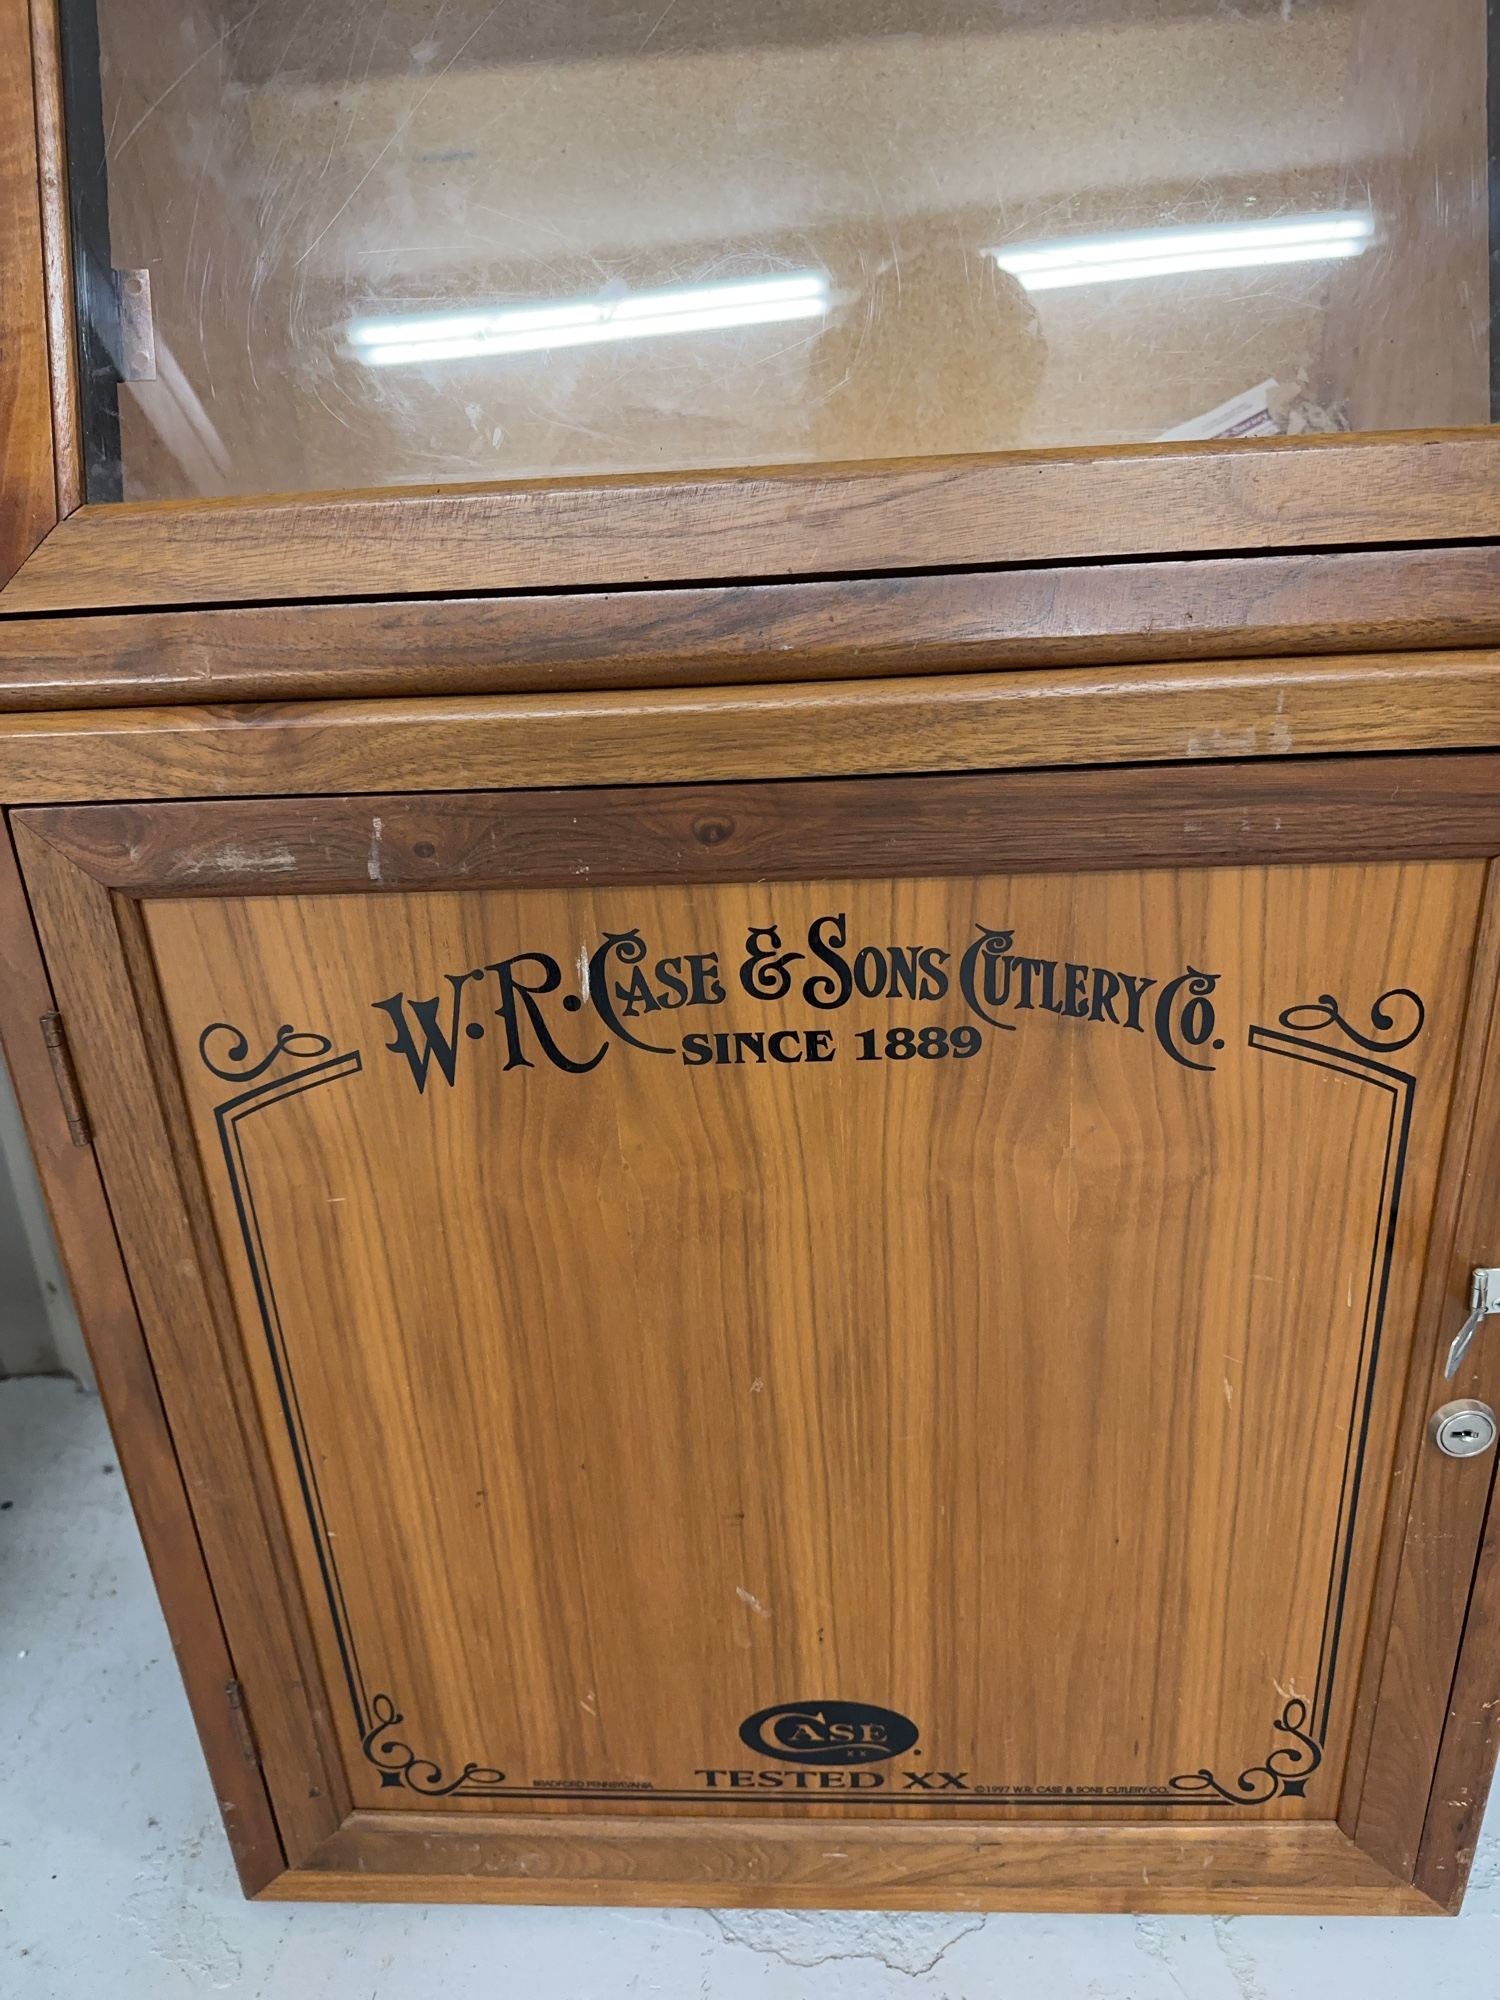 W. R. CASE & SONS CUTLERY CO.
SINCE 1889
CASE
XX
TESTED XX
BRADFORD PENNSYLVANIA
©1997 W.R. CASE & SONS CUTLERY CO.